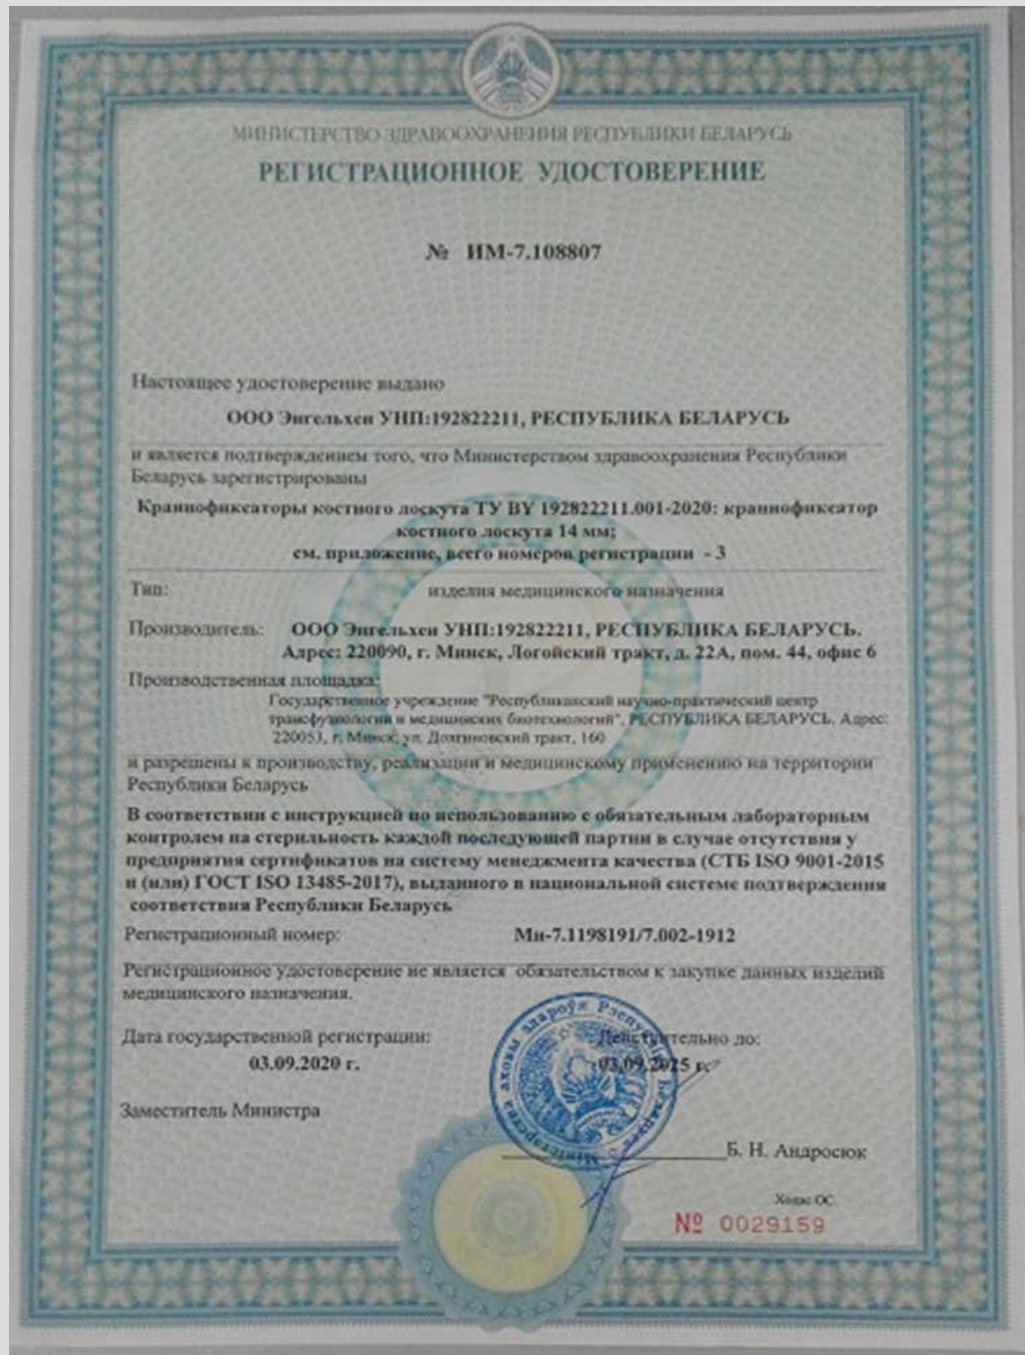 МИНИСТЕРСТВО ЗДРАВООХРАНЕНИЯ РЕСПУБЛИКИ БЕЛАРУСЬ
РЕГИСТРАЦИОННОЕ УДОСТОВЕРЕНИЕ
№ ИМ-7.108807
Настоящее удостоверение выдано
ООО Энгельхен УНП:192822211, РЕСПУБЛИКА БЕЛАРУСЬ
и является подтверждением того, что Министерством здравоохранения Республики
Беларусь зарегистрированы
Краниофиксаторы костного лоскута ТУ BY 192822211.001-2020: краниофиксатор
костного лоскута 14 мм;
см. приложение, всего номеров регистрации - 3
Тип: изделия медицинского назначения
Производитель: ООО Энгельхен УНП:192822211, РЕСПУБЛИКА БЕЛАРУСЬ.
Адрес: 220090, г. Минск, Логойский тракт, д. 22А, пом. 44, офис 6
Производственная площадка:
Государственное учреждение "Республиканский научно-практический центр
трансфузиологии и медицинских биотехнологий", РЕСПУБЛИКА БЕЛАРУСЬ, Адрес:
220053, г. Минск, ул. Долгиновский тракт, 160
и разрешены к производству, реализации и медицинскому применению на территории
Республики Беларусь
В соответствии с инструкцией по использованию с обязательным лабораторным
контролем на стерильность каждой последующей партии в случае отсутствия у
предприятия сертификатов на систему менеджмента качества (СТБ ISO 9001-2015
и (или) ГОСТ ISO 13485-2017), выданного в национальной системе подтверждения
соответствия Республики Беларусь
Регистрационный номер: Мн-7.1198191/7.002-1912
Регистрационное удостоверение не является обязательством к закупке данных изделий
медицинского назначения.
Дата государственной регистрации: Действительно до:
03.09.2020 г. 03.09.2025 г.
Міністэрства аховы здароўя Рэспублікі Беларусь
Заместитель Министра
Б. Н. Андросюк
№ 0029159